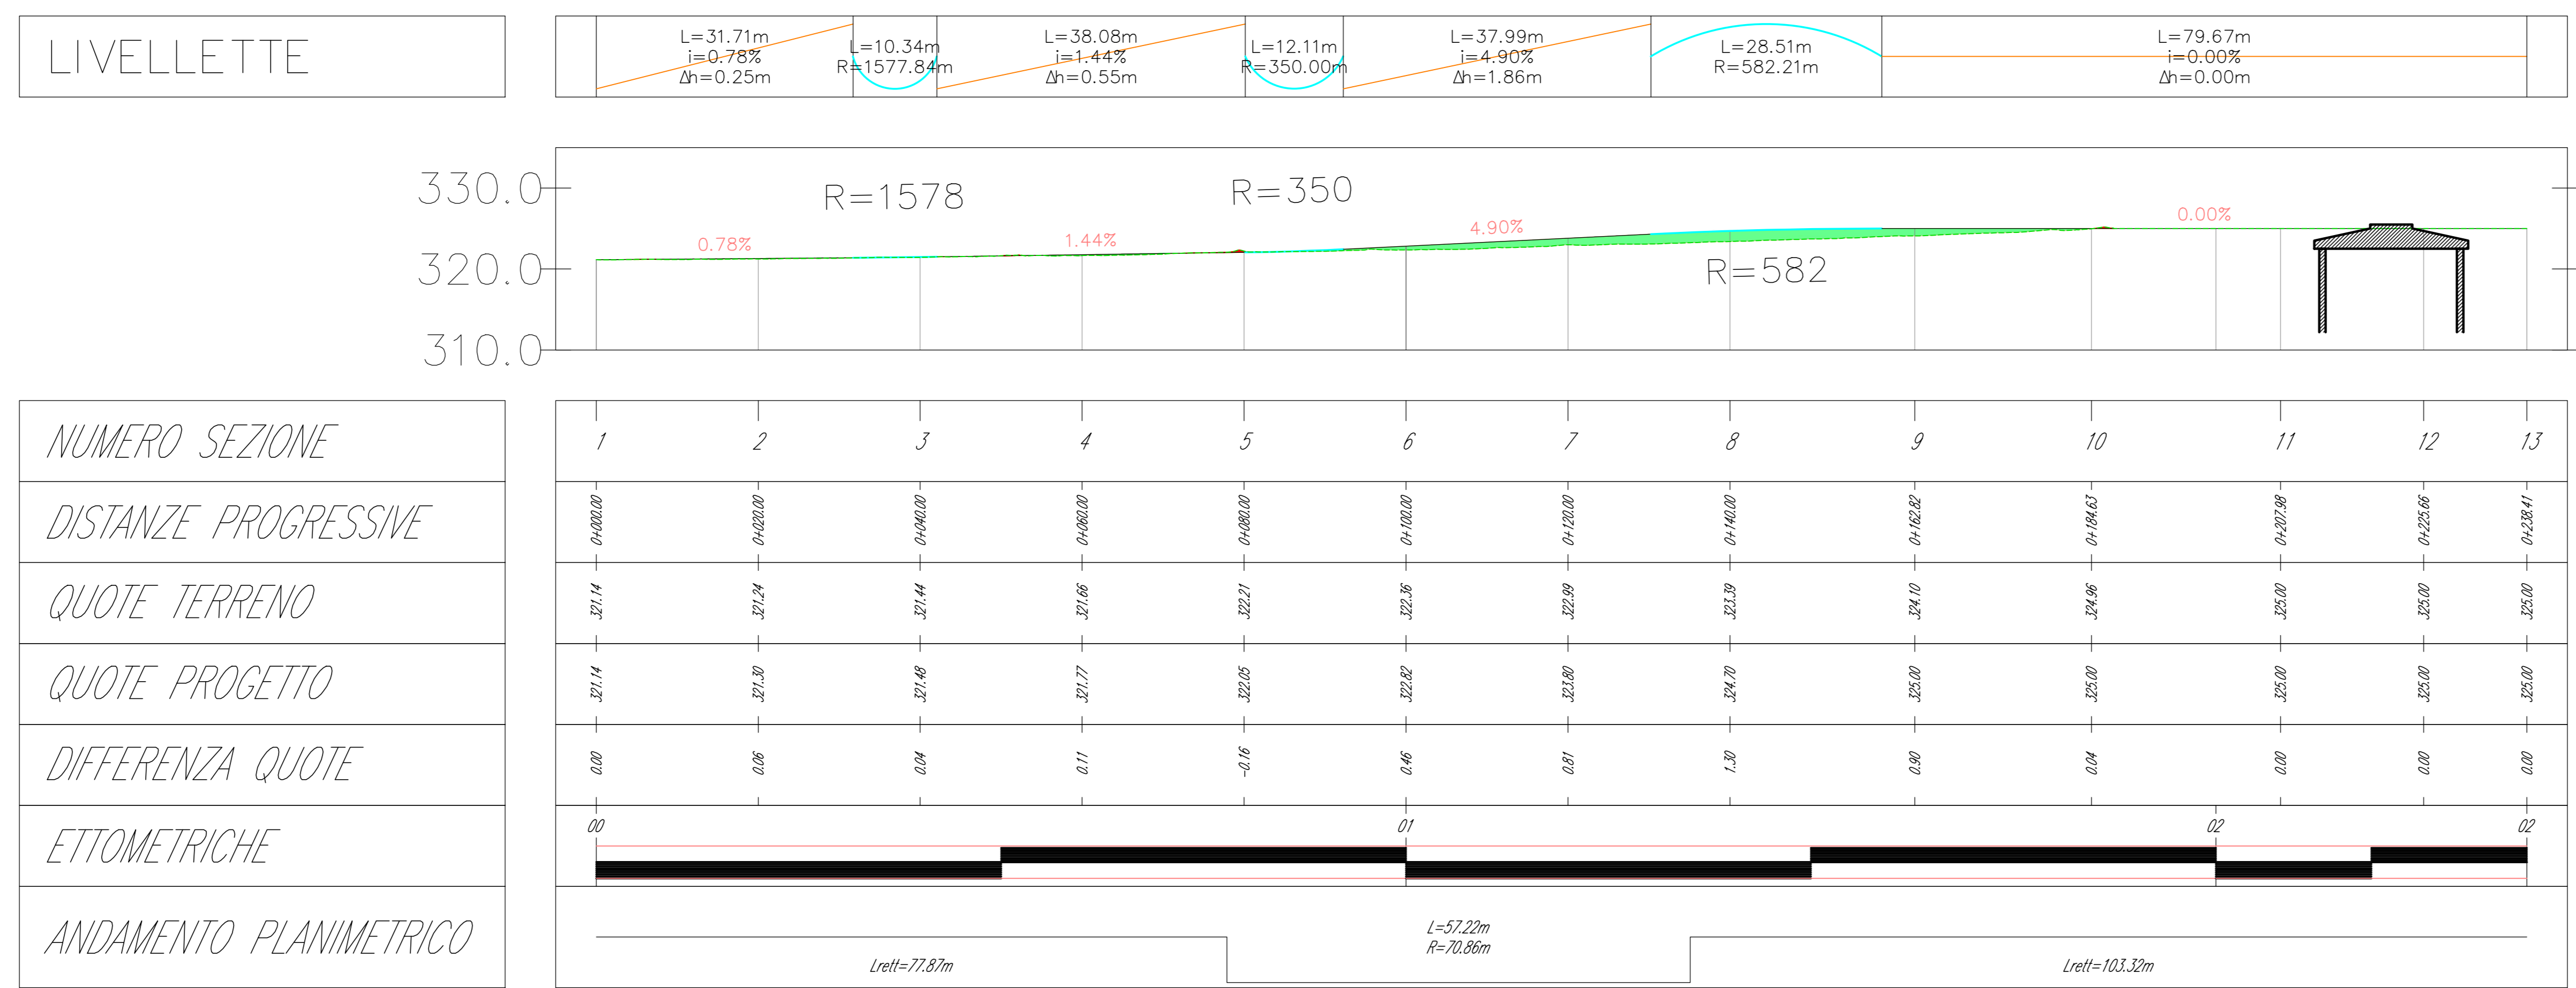 LIVELLETTE
L=31.71m
i=0.78%
Δh=0.25m
L=10.34m
R=1577.84m
L=38.08m
i=1.44%
Δh=0.55m
L=12.11m
R=350.00m
L=37.99m
i=4.90%
Δh=1.86m
L=28.51m
R=582.21m
L=79.67m
i=0.00%
Δh=0.00m
330.0
320.0
310.0
R=1578
R=350
R=582
0.78%
1.44%
4.90%
0.00%
NUMERO SEZIONE
1 2 3 4 5 6 7 8 9 10 11 12 13
DISTANZE PROGRESSIVE
0+000.00 0+020.00 0+040.00 0+060.00 0+080.00 0+100.00 0+120.00 0+140.00 0+162.82 0+184.63 0+207.98 0+225.66 0+238.41
QUOTE TERRENO
321.14 321.24 321.44 321.66 322.21 322.36 322.99 323.39 324.10 324.96 325.00 325.00 325.00
QUOTE PROGETTO
321.14 321.30 321.48 321.77 322.05 322.82 323.80 324.70 325.00 325.00 325.00 325.00 325.00
DIFFERENZA QUOTE
0.00 0.06 0.04 0.11 -0.16 0.46 0.81 1.30 0.90 0.04 0.00 0.00 0.00
ETTOMETRICHE
00 01 02 02
ANDAMENTO PLANIMETRICO
Lrett=77.87m
L=57.22m
R=70.86m
Lrett=103.32m